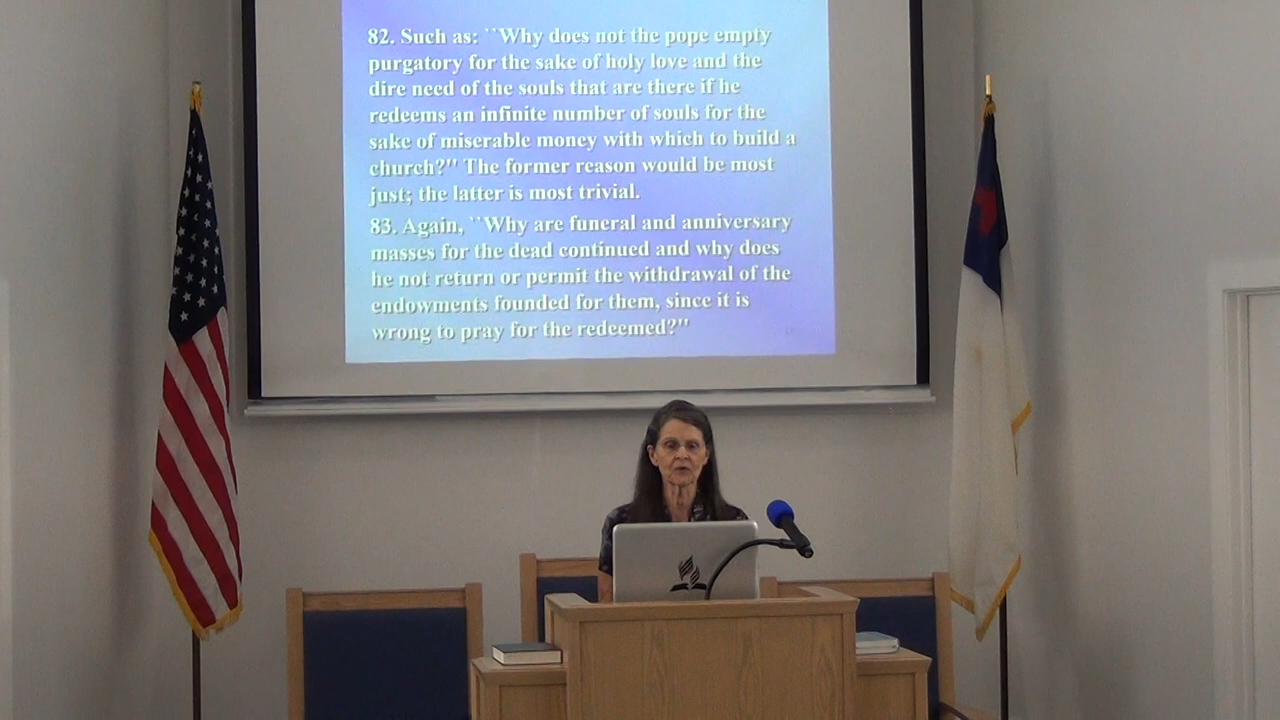 82. Such as: ``Why does not the pope empty
purgatory for the sake of holy love and the
dire need of the souls that are there if he
redeems an infinite number of souls for the
sake of miserable money with which to build a
church?'' The former reason would be most
just; the latter is most trivial.
83. Again, ``Why are funeral and anniversary
masses for the dead continued and why does
he not return or permit the withdrawal of the
endowments founded for them, since it is
wrong to pray for the redeemed?''